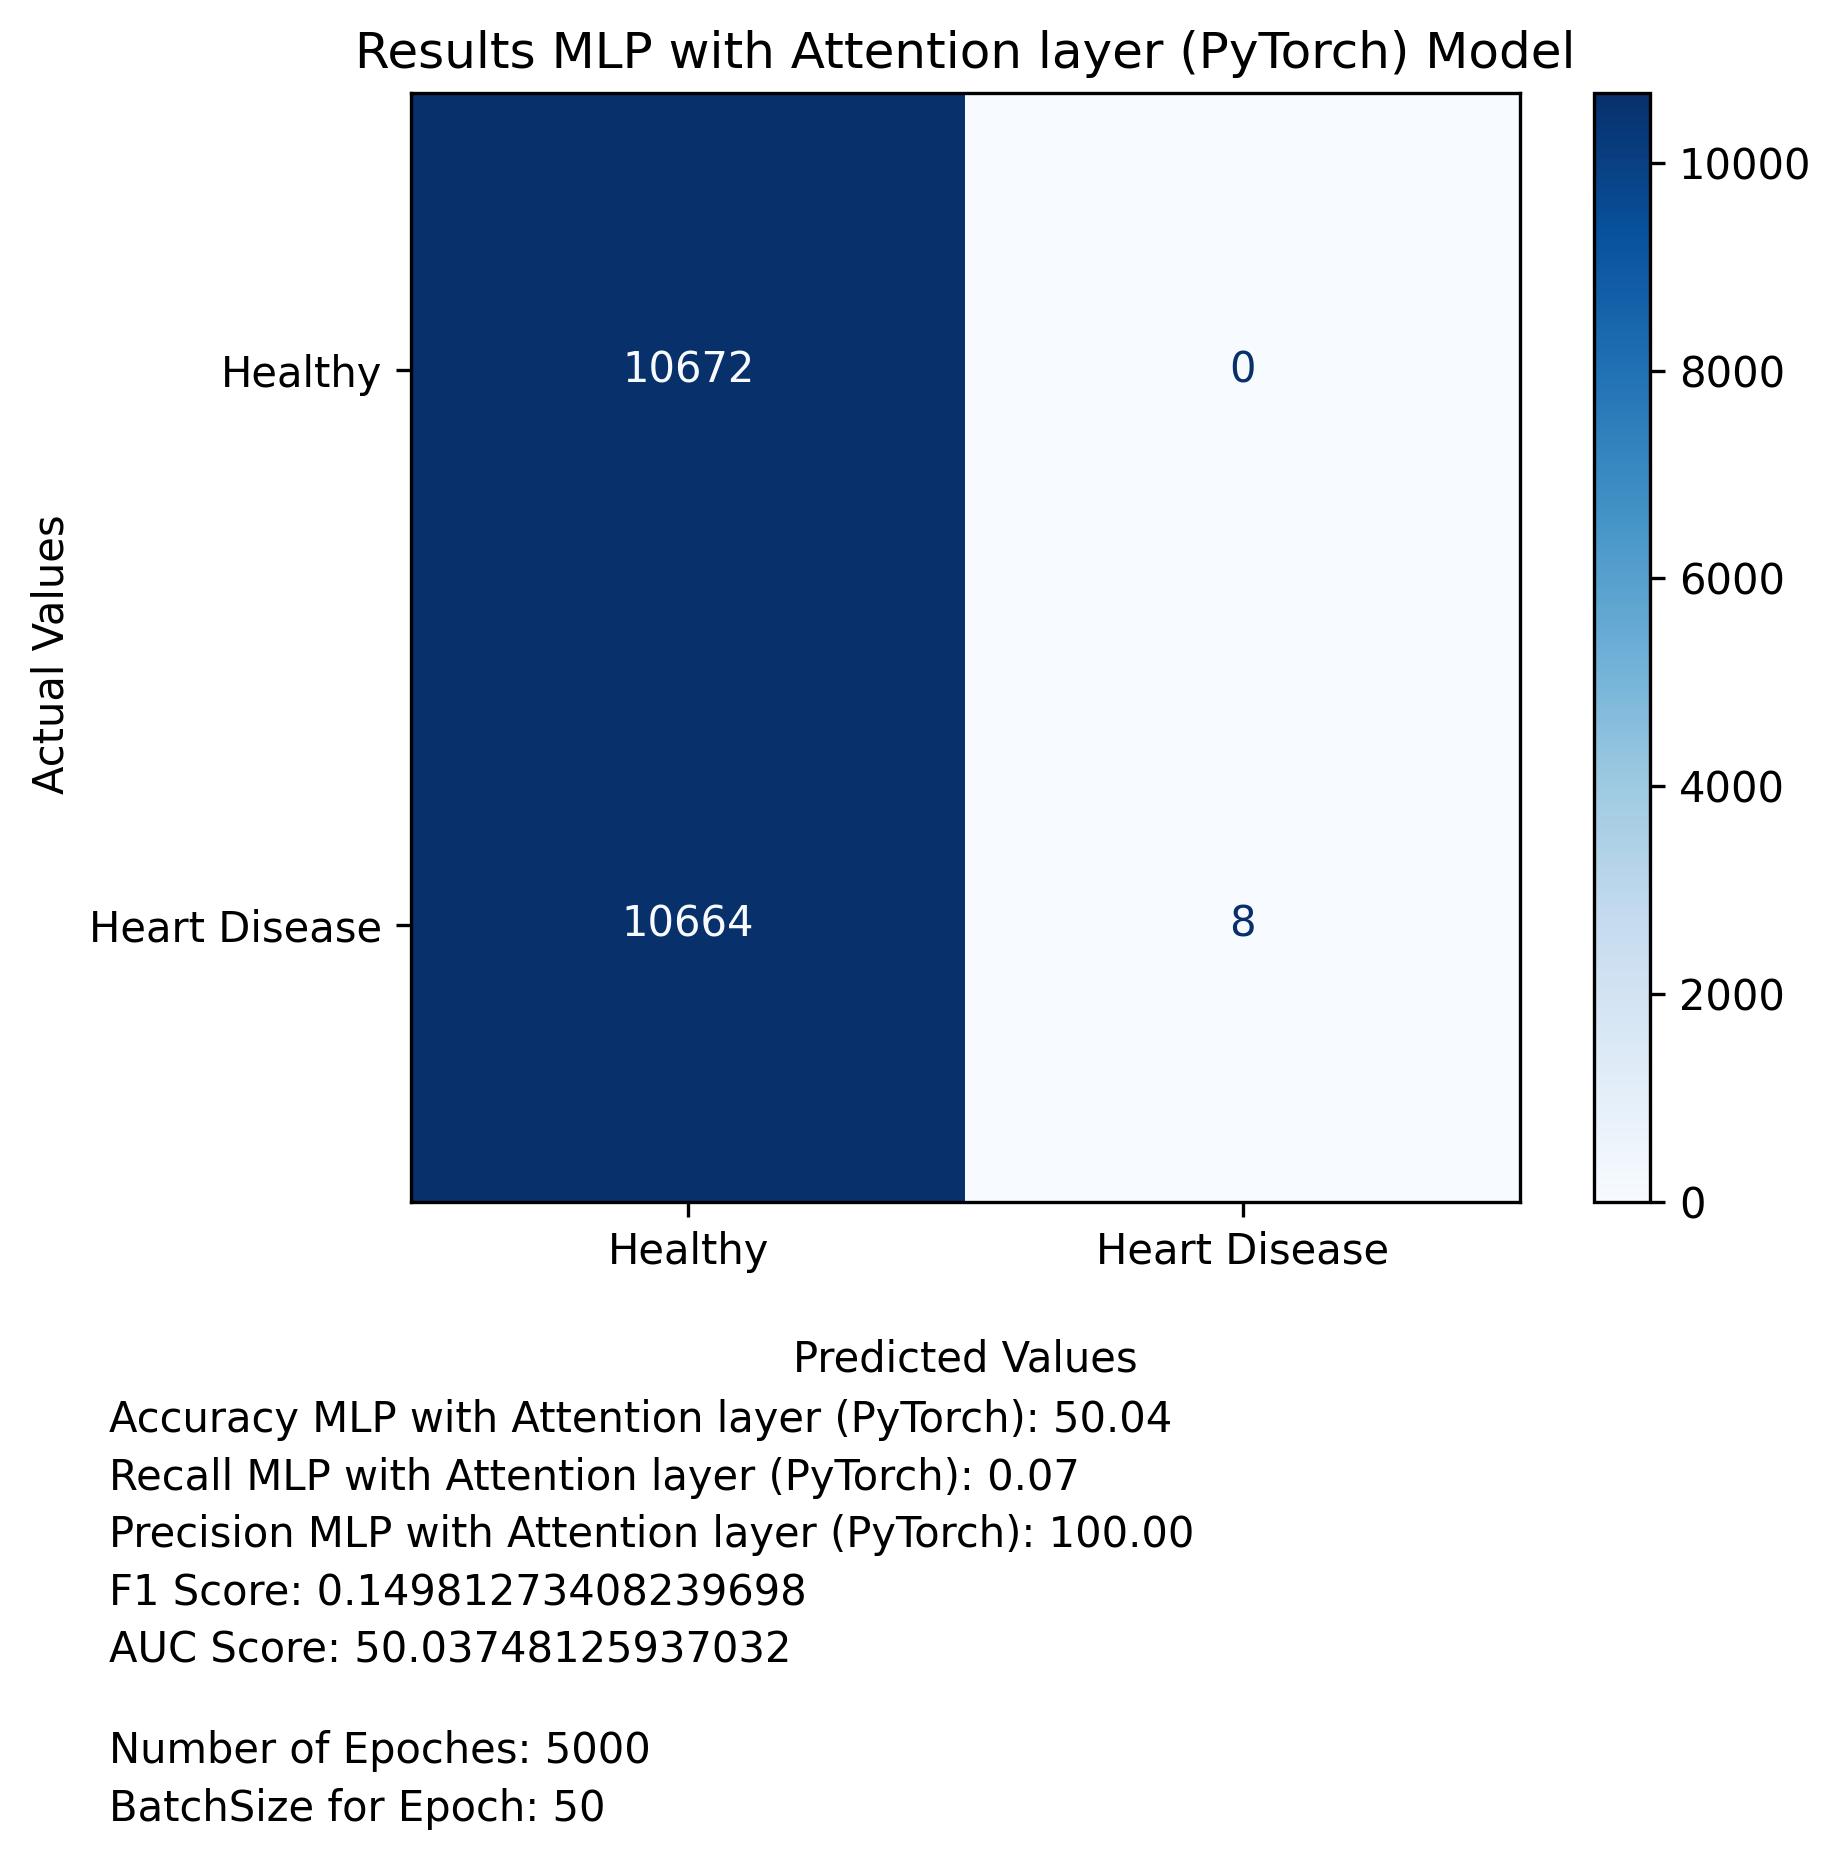 Results MLP with Attention layer (PyTorch) Model
10000
8000
6000
4000
2000
0
Actual Values
Healthy
10672
0
Heart Disease
10664
8
Healthy
Heart Disease
Predicted Values
Accuracy MLP with Attention layer (PyTorch): 50.04
Recall MLP with Attention layer (PyTorch): 0.07
Precision MLP with Attention layer (PyTorch): 100.00
F1 Score: 0.14981273408239698
AUC Score: 50.03748125937032
Number of Epoches: 5000
BatchSize for Epoch: 50